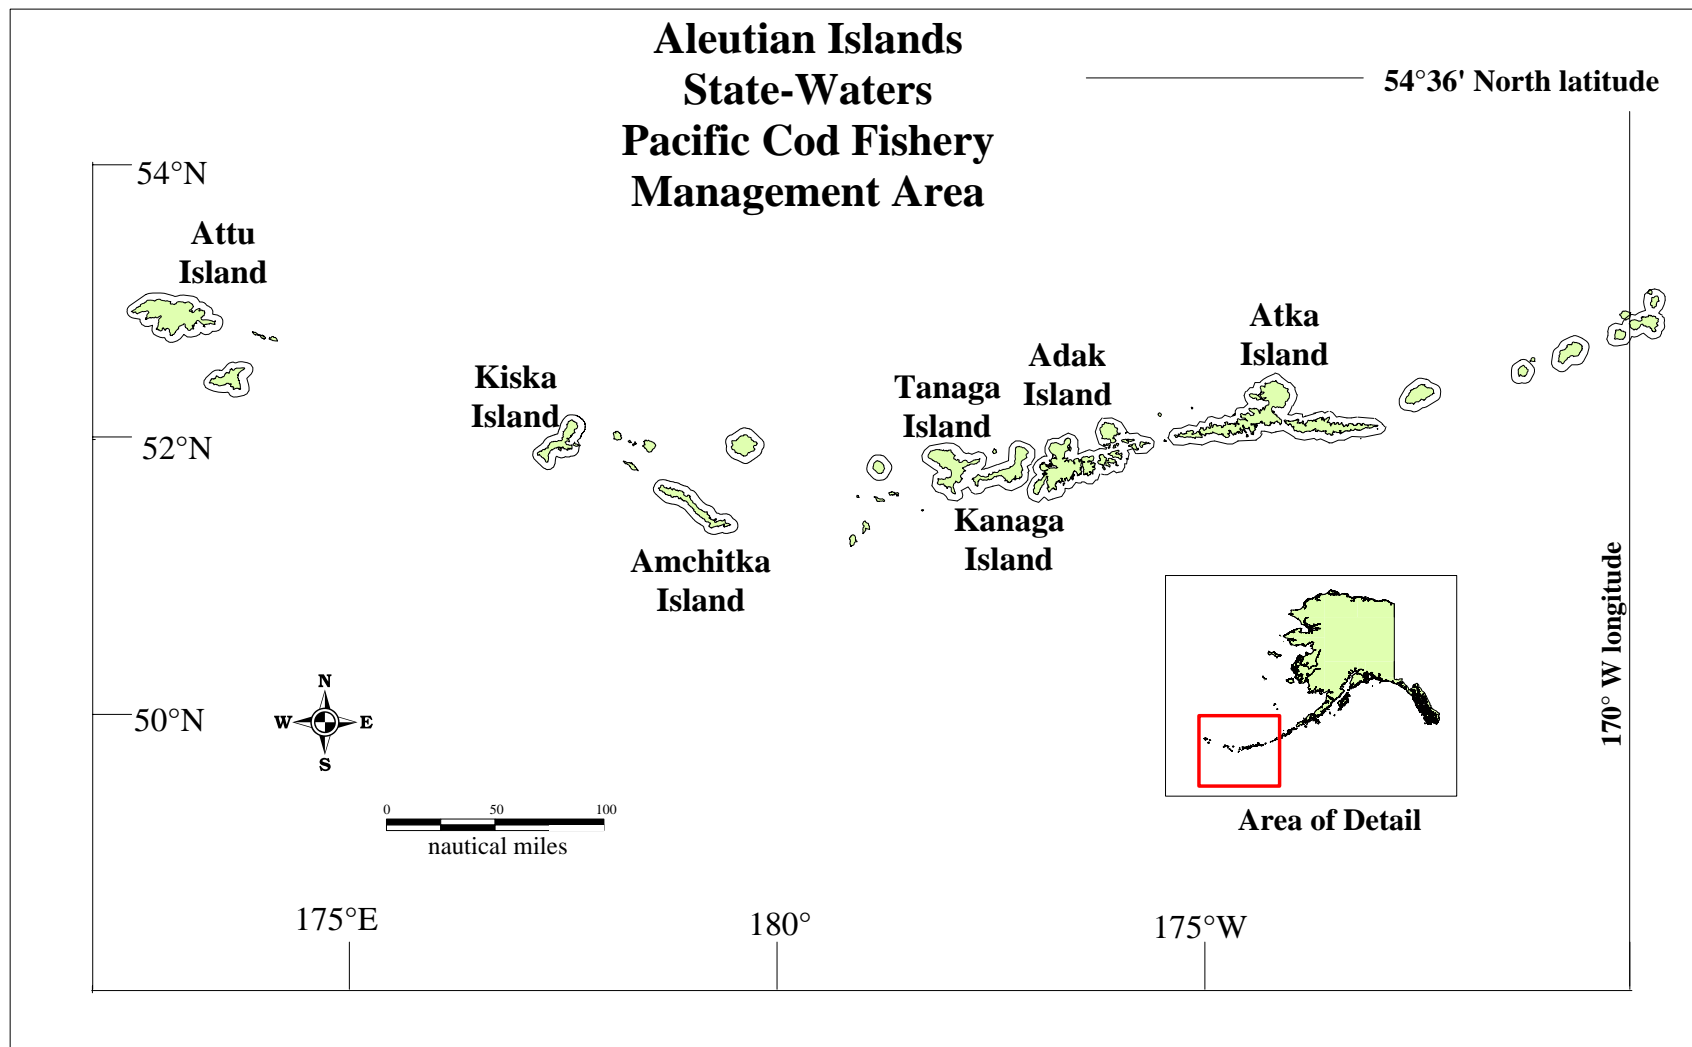 Aleutian Islands
State-Waters
Pacific Cod Fishery
Management Area
54°36' North latitude
54°N
Attu
Island
Atka
Island
Adak
Island
Kiska
Island
Tanaga
Island
52°N
Kanaga
Island
Amchitka
Island
170° W longitude
N
W
E
S
50°N
0
50
100
nautical miles
Area of Detail
175°E
180°
175°W